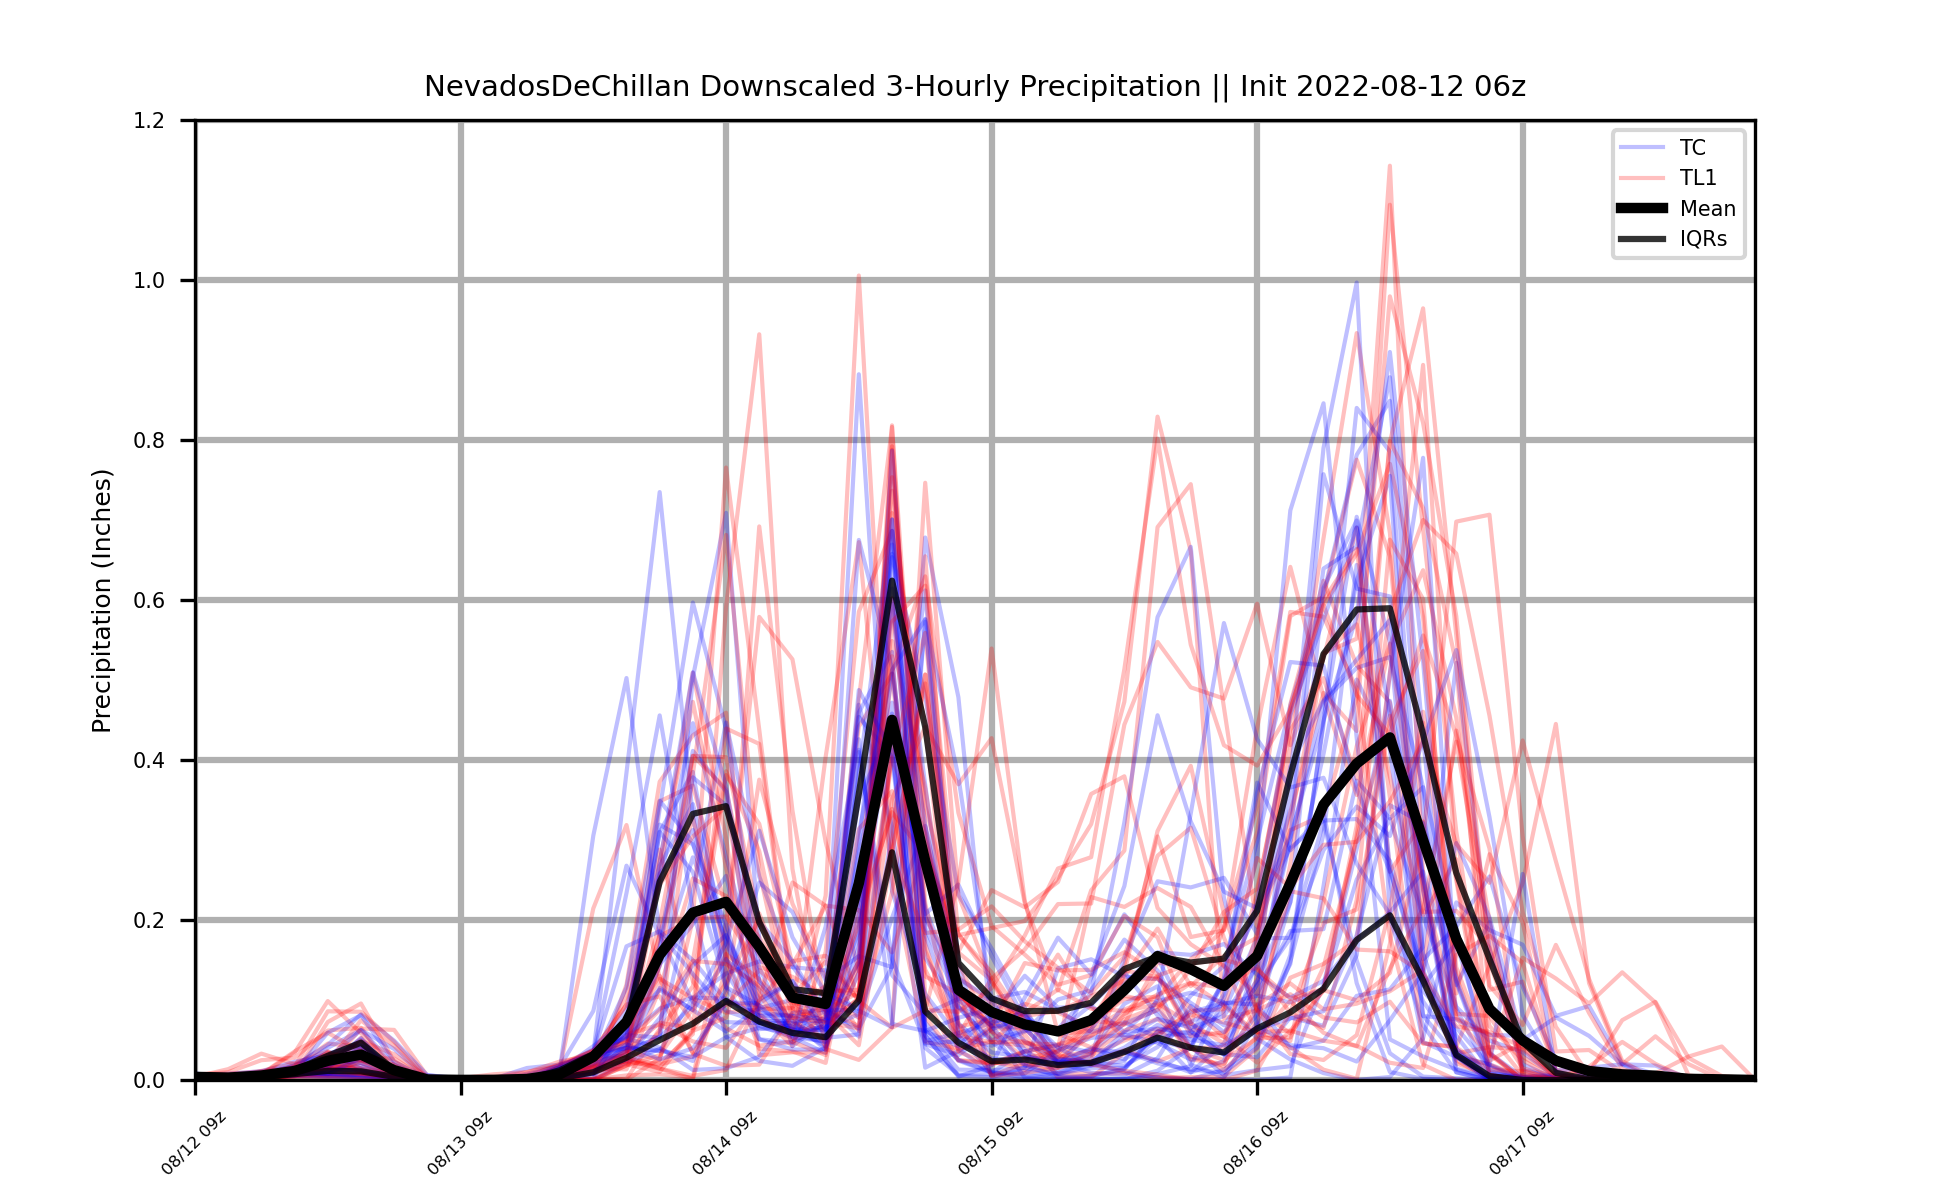 NevadosDeChillan Downscaled 3-Hourly Precipitation || Init 2022-08-12 06z
TC
TL1
Mean
IQRs
Precipitation (Inches)
1.2
1.0
0.8
0.6
0.4
0.2
0.0
08/12 09z
08/13 09z
08/14 09z
08/15 09z
08/16 09z
08/17 09z